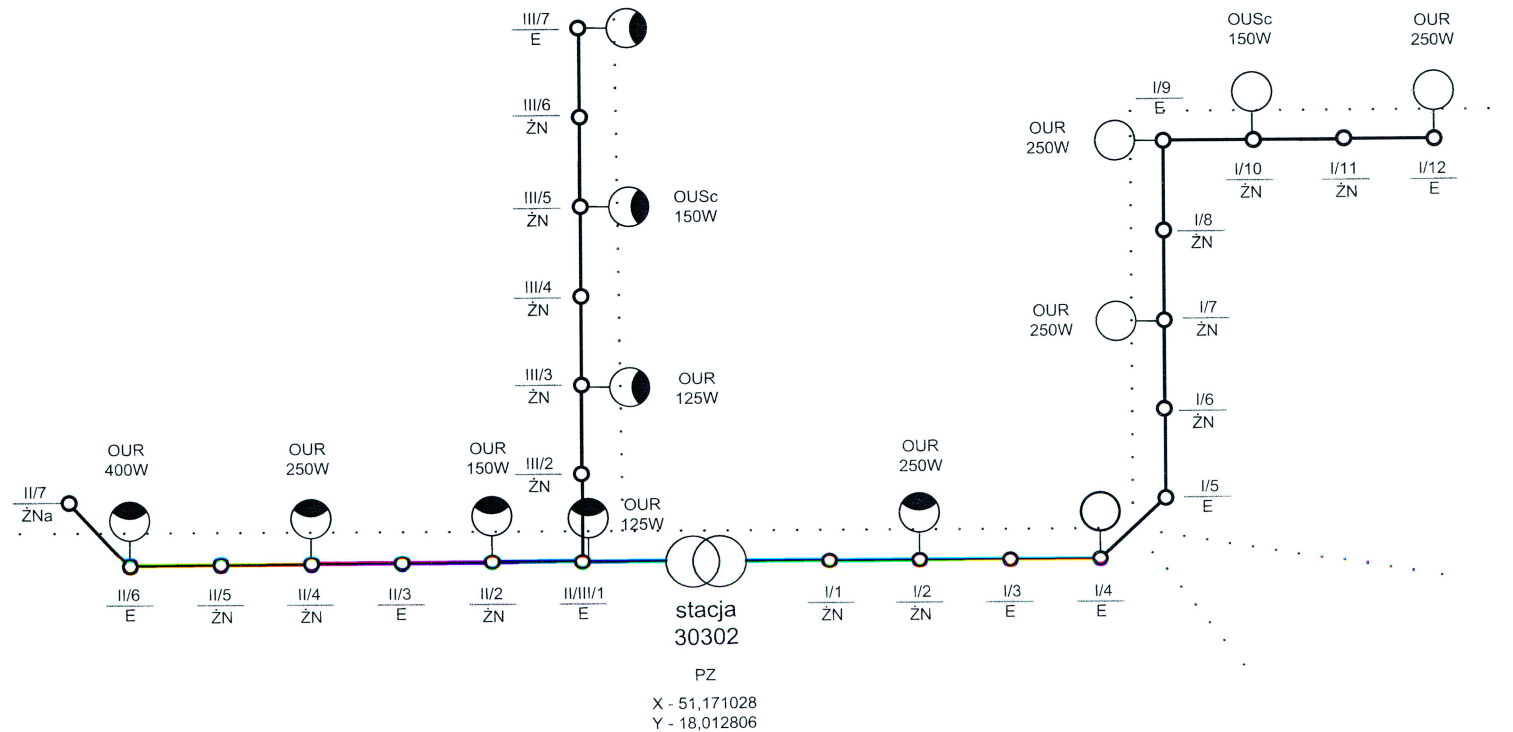 III/7
E
III/6
ŻN
III/5
ŻN
OUSc
150W
III/4
ŻN
III/3
ŻN
OUR
125W
III/2
ŻN
OUSc
150W
OUR
250W
I/9
E
OUR
250W
I/10
ŻN
I/11
ŻN
I/12
E
I/8
ŻN
OUR
250W
I/7
ŻN
I/6
ŻN
I/5
E
OUR
400W
OUR
250W
OUR
150W
OUR
125W
OUR
250W
II/7
ŻNa
II/6
E
II/5
ŻN
II/4
ŻN
II/3
E
II/2
ŻN
II/III/1
E
I/1
ŻN
I/2
ŻN
I/3
E
I/4
E
stacja
30302
PZ
X - 51,171028
Y - 18,012806